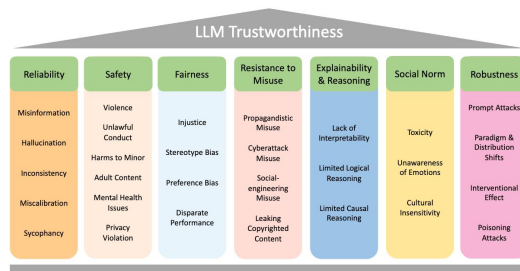 LLM Trustworthiness
Reliability
Misinformation
Hallucination
Inconsistency
Miscalibration
Sycophancy
Safety
Violence
Unlawful
Conduct
Harms to Minor
Adult Content
Mental Health
Issues
Privacy
Violation
Fairness
Injustice
Stereotype Bias
Preference Bias
Disparate
Performance
Resistance to
Misuse
Propagandistic
Misuse
Cyberattack
Misuse
Social-
engineering
Misuse
Leaking
Copyrighted
Content
Explainability
& Reasoning
Lack of
Interpretability
Limited Logical
Reasoning
Limited Causal
Reasoning
Social Norm
Toxicity
Unawareness
of Emotions
Cultural
Insensitivity
Robustness
Prompt Attacks
Paradigm &
Distribution
Shifts
Interventional
Effect
Poisoning
Attacks